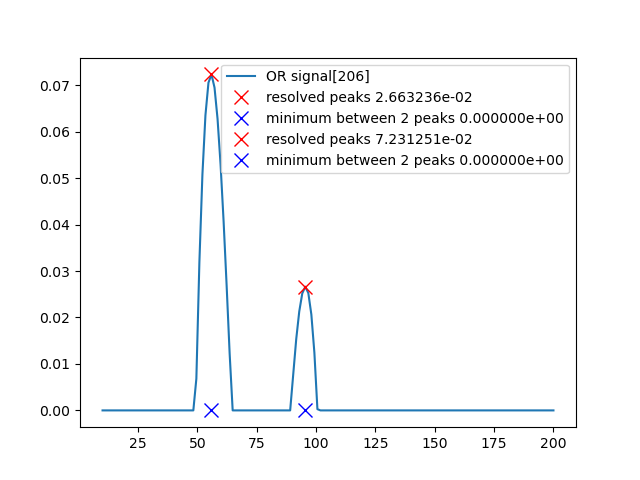 OR signal[206]
resolved peaks 2.663236e-02
minimum between 2 peaks 0.000000e+00
resolved peaks 7.231251e-02
minimum between 2 peaks 0.000000e+00
0.07
0.06
0.05
0.04
0.03
0.02
0.01
0.00
25 50 75 100 125 150 175 200